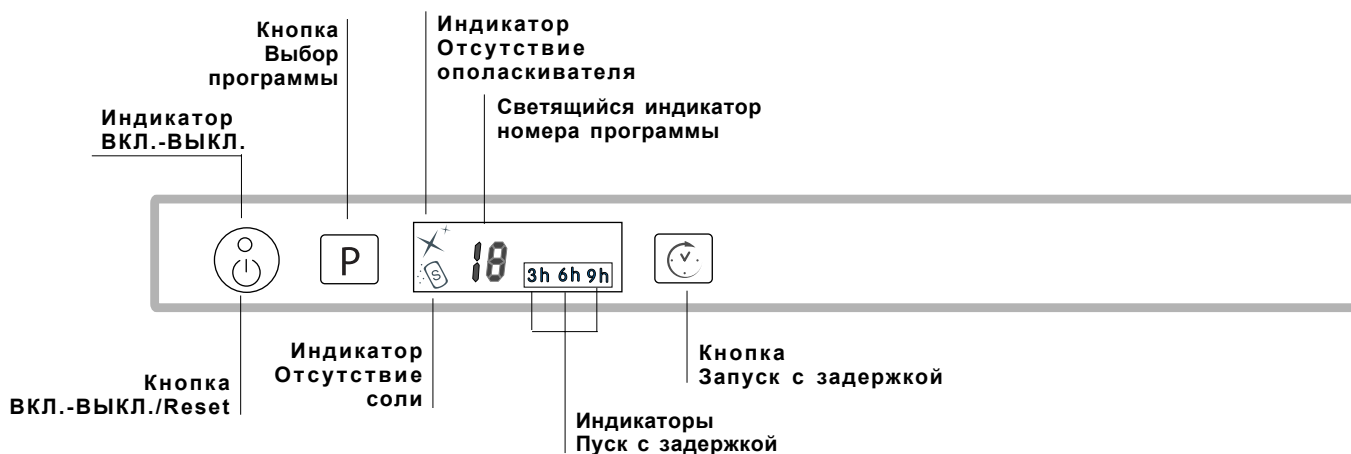 Кнопка
Выбор
программы
Индикатор
Отсутствие
ополаскивателя
Светящийся индикатор
номера программы
Индикатор
ВКЛ.-ВЫКЛ.
P
S
18
3h 6h 9h
Индикатор
Отсутствие
соли
Кнопка
ВКЛ.-ВЫКЛ./Reset
Кнопка
Запуск с задержкой
Индикаторы
Пуск с задержкой